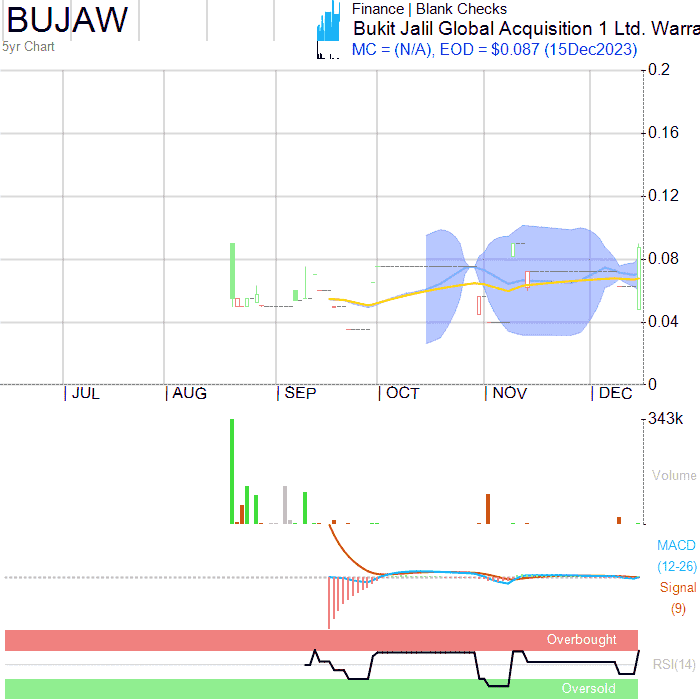 BUJAW
5yr Chart
Finance | Blank Checks
Bukit Jalil Global Acquisition 1 Ltd. Warra
MC = (N/A), EOD = $0.087 (15Dec2023)
0.2
0.16
0.12
0.08
0.04
0
JUL AUG SEP OCT NOV DEC
343k
Volume
MACD
(12-26)
Signal
(9)
Overbought
RSI(14)
Oversold